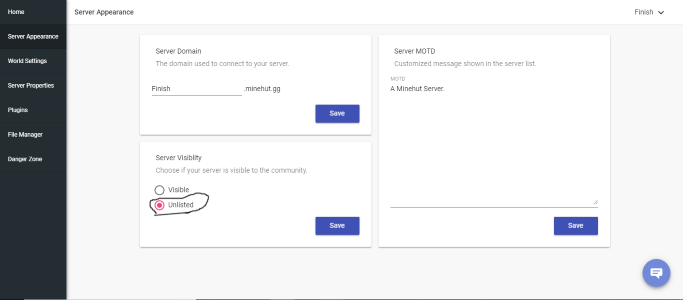 Home
Server Appearance
World Settings
Server Properties
Plugins
File Manager
Danger Zone
Server Appearance
Finish
Server Domain
The domain used to connect to your server.
Finish .minehut.gg
Save
Server Visiblity
Choose if your server is visible to the community.
Visible
Unlisted
Save
Server MOTD
Customized message shown in the server list.
MOTD
A Minehut Server.
Save